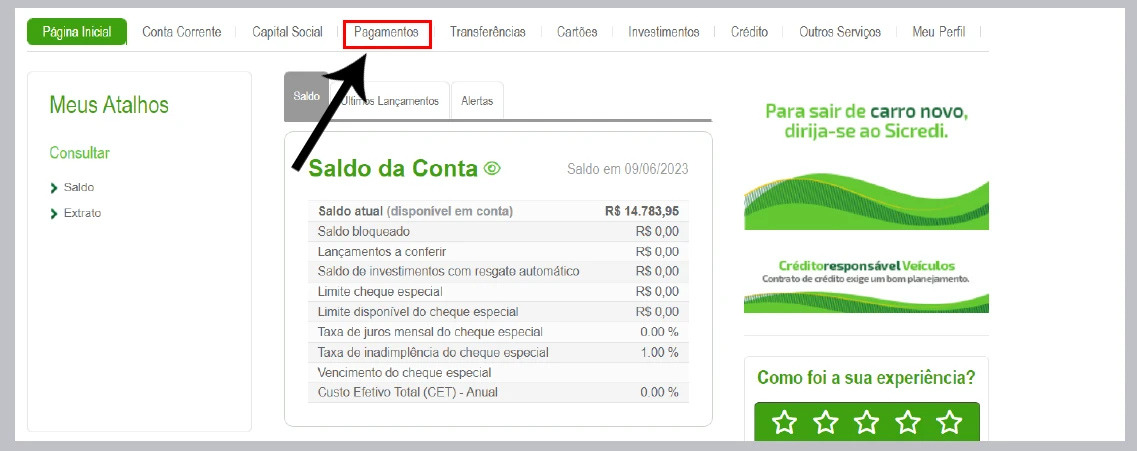 Página Inicial Conta Corrente Capital Social Pagamentos Transferências Cartões Investimentos Crédito Outros Serviços Meu Perfil
Meus Atalhos
Consultar
Saldo
Extrato
Saldo Últimos Lançamentos Alertas
Saldo da Conta Saldo em 09/06/2023
Saldo atual (disponível em conta) R$ 14.783,95
Saldo bloqueado R$ 0,00
Lançamentos a conferir R$ 0,00
Saldo de investimentos com resgate automático R$ 0,00
Limite cheque especial R$ 0,00
Limite disponível do cheque especial R$ 0,00
Taxa de juros mensal do cheque especial 0.00 %
Taxa de inadimplência do cheque especial 1.00 %
Vencimento do cheque especial
Custo Efetivo Total (CET) - Anual 0.00 %
Para sair de carro novo,
dirija-se ao Sicredi.
Créditoresponsável Veículos
Contrato de crédito exige um bom planejamento.
Como foi a sua experiência?